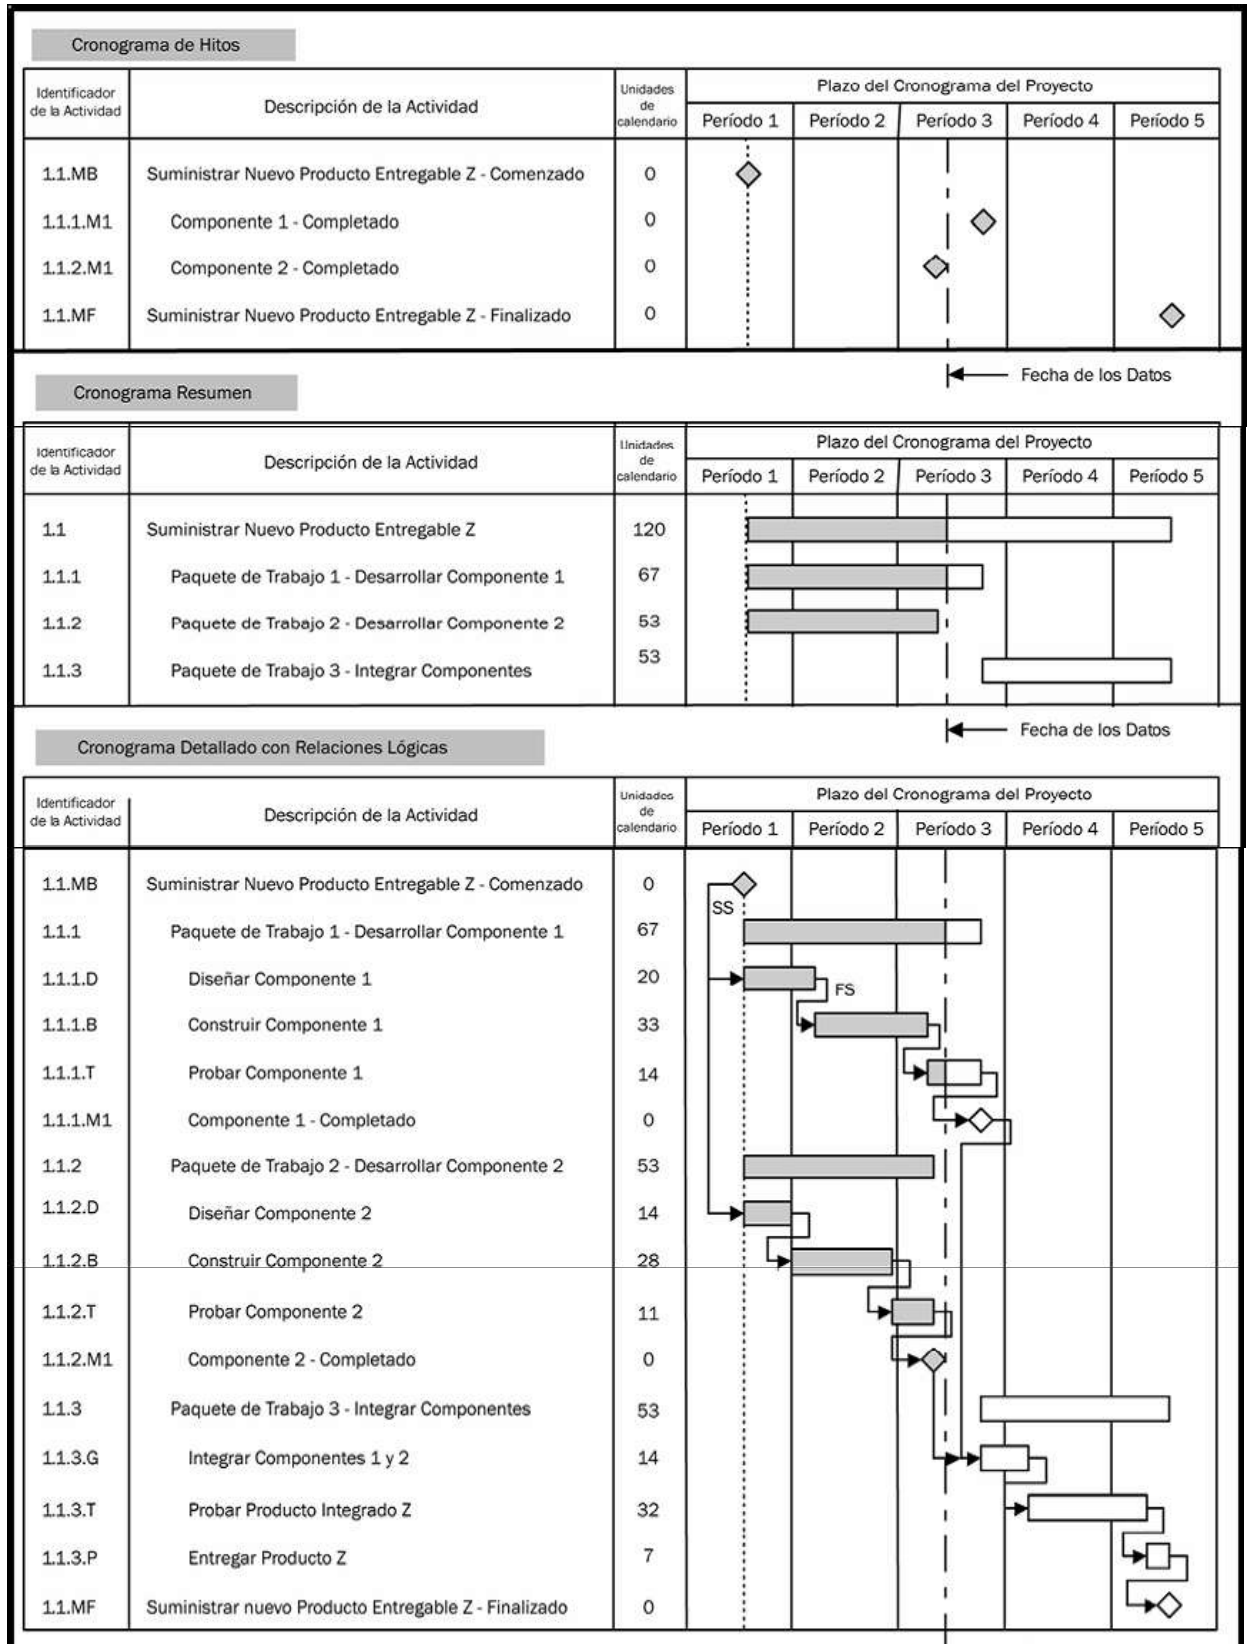 Cronograma de Hitos
Identificador de la Actividad Descripción de la Actividad Unidades de calendario Plazo del Cronograma del Proyecto
Período 1 Período 2 Período 3 Período 4 Período 5
1.1.MB Suministrar Nuevo Producto Entregable Z - Comenzado 0
1.1.1.M1 Componente 1 - Completado 0
1.1.2.M1 Componente 2 - Completado 0
1.1.MF Suministrar Nuevo Producto Entregable Z - Finalizado 0
Fecha de los Datos
Cronograma Resumen
Identificador de la Actividad Descripción de la Actividad Unidades de calendario Plazo del Cronograma del Proyecto
Período 1 Período 2 Período 3 Período 4 Período 5
1.1 Suministrar Nuevo Producto Entregable Z 120
1.1.1 Paquete de Trabajo 1 - Desarrollar Componente 1 67
1.1.2 Paquete de Trabajo 2 - Desarrollar Componente 2 53
1.1.3 Paquete de Trabajo 3 - Integrar Componentes 53
Fecha de los Datos
Cronograma Detallado con Relaciones Lógicas
Identificador de la Actividad Descripción de la Actividad Unidades de calendario Plazo del Cronograma del Proyecto
Período 1 Período 2 Período 3 Período 4 Período 5
1.1.MB Suministrar Nuevo Producto Entregable Z - Comenzado 0
SS
1.1.1 Paquete de Trabajo 1 - Desarrollar Componente 1 67
1.1.1.D Diseñar Componente 1 20
FS
1.1.1.B Construir Componente 1 33
1.1.1.T Probar Componente 1 14
1.1.1.M1 Componente 1 - Completado 0
1.1.2 Paquete de Trabajo 2 - Desarrollar Componente 2 53
1.1.2.D Diseñar Componente 2 14
1.1.2.B Construir Componente 2 28
1.1.2.T Probar Componente 2 11
1.1.2.M1 Componente 2 - Completado 0
1.1.3 Paquete de Trabajo 3 - Integrar Componentes 53
1.1.3.G Integrar Componentes 1 y 2 14
1.1.3.T Probar Producto Integrado Z 32
1.1.3.P Entregar Producto Z 7
1.1.MF Suministrar nuevo Producto Entregable Z - Finalizado 0